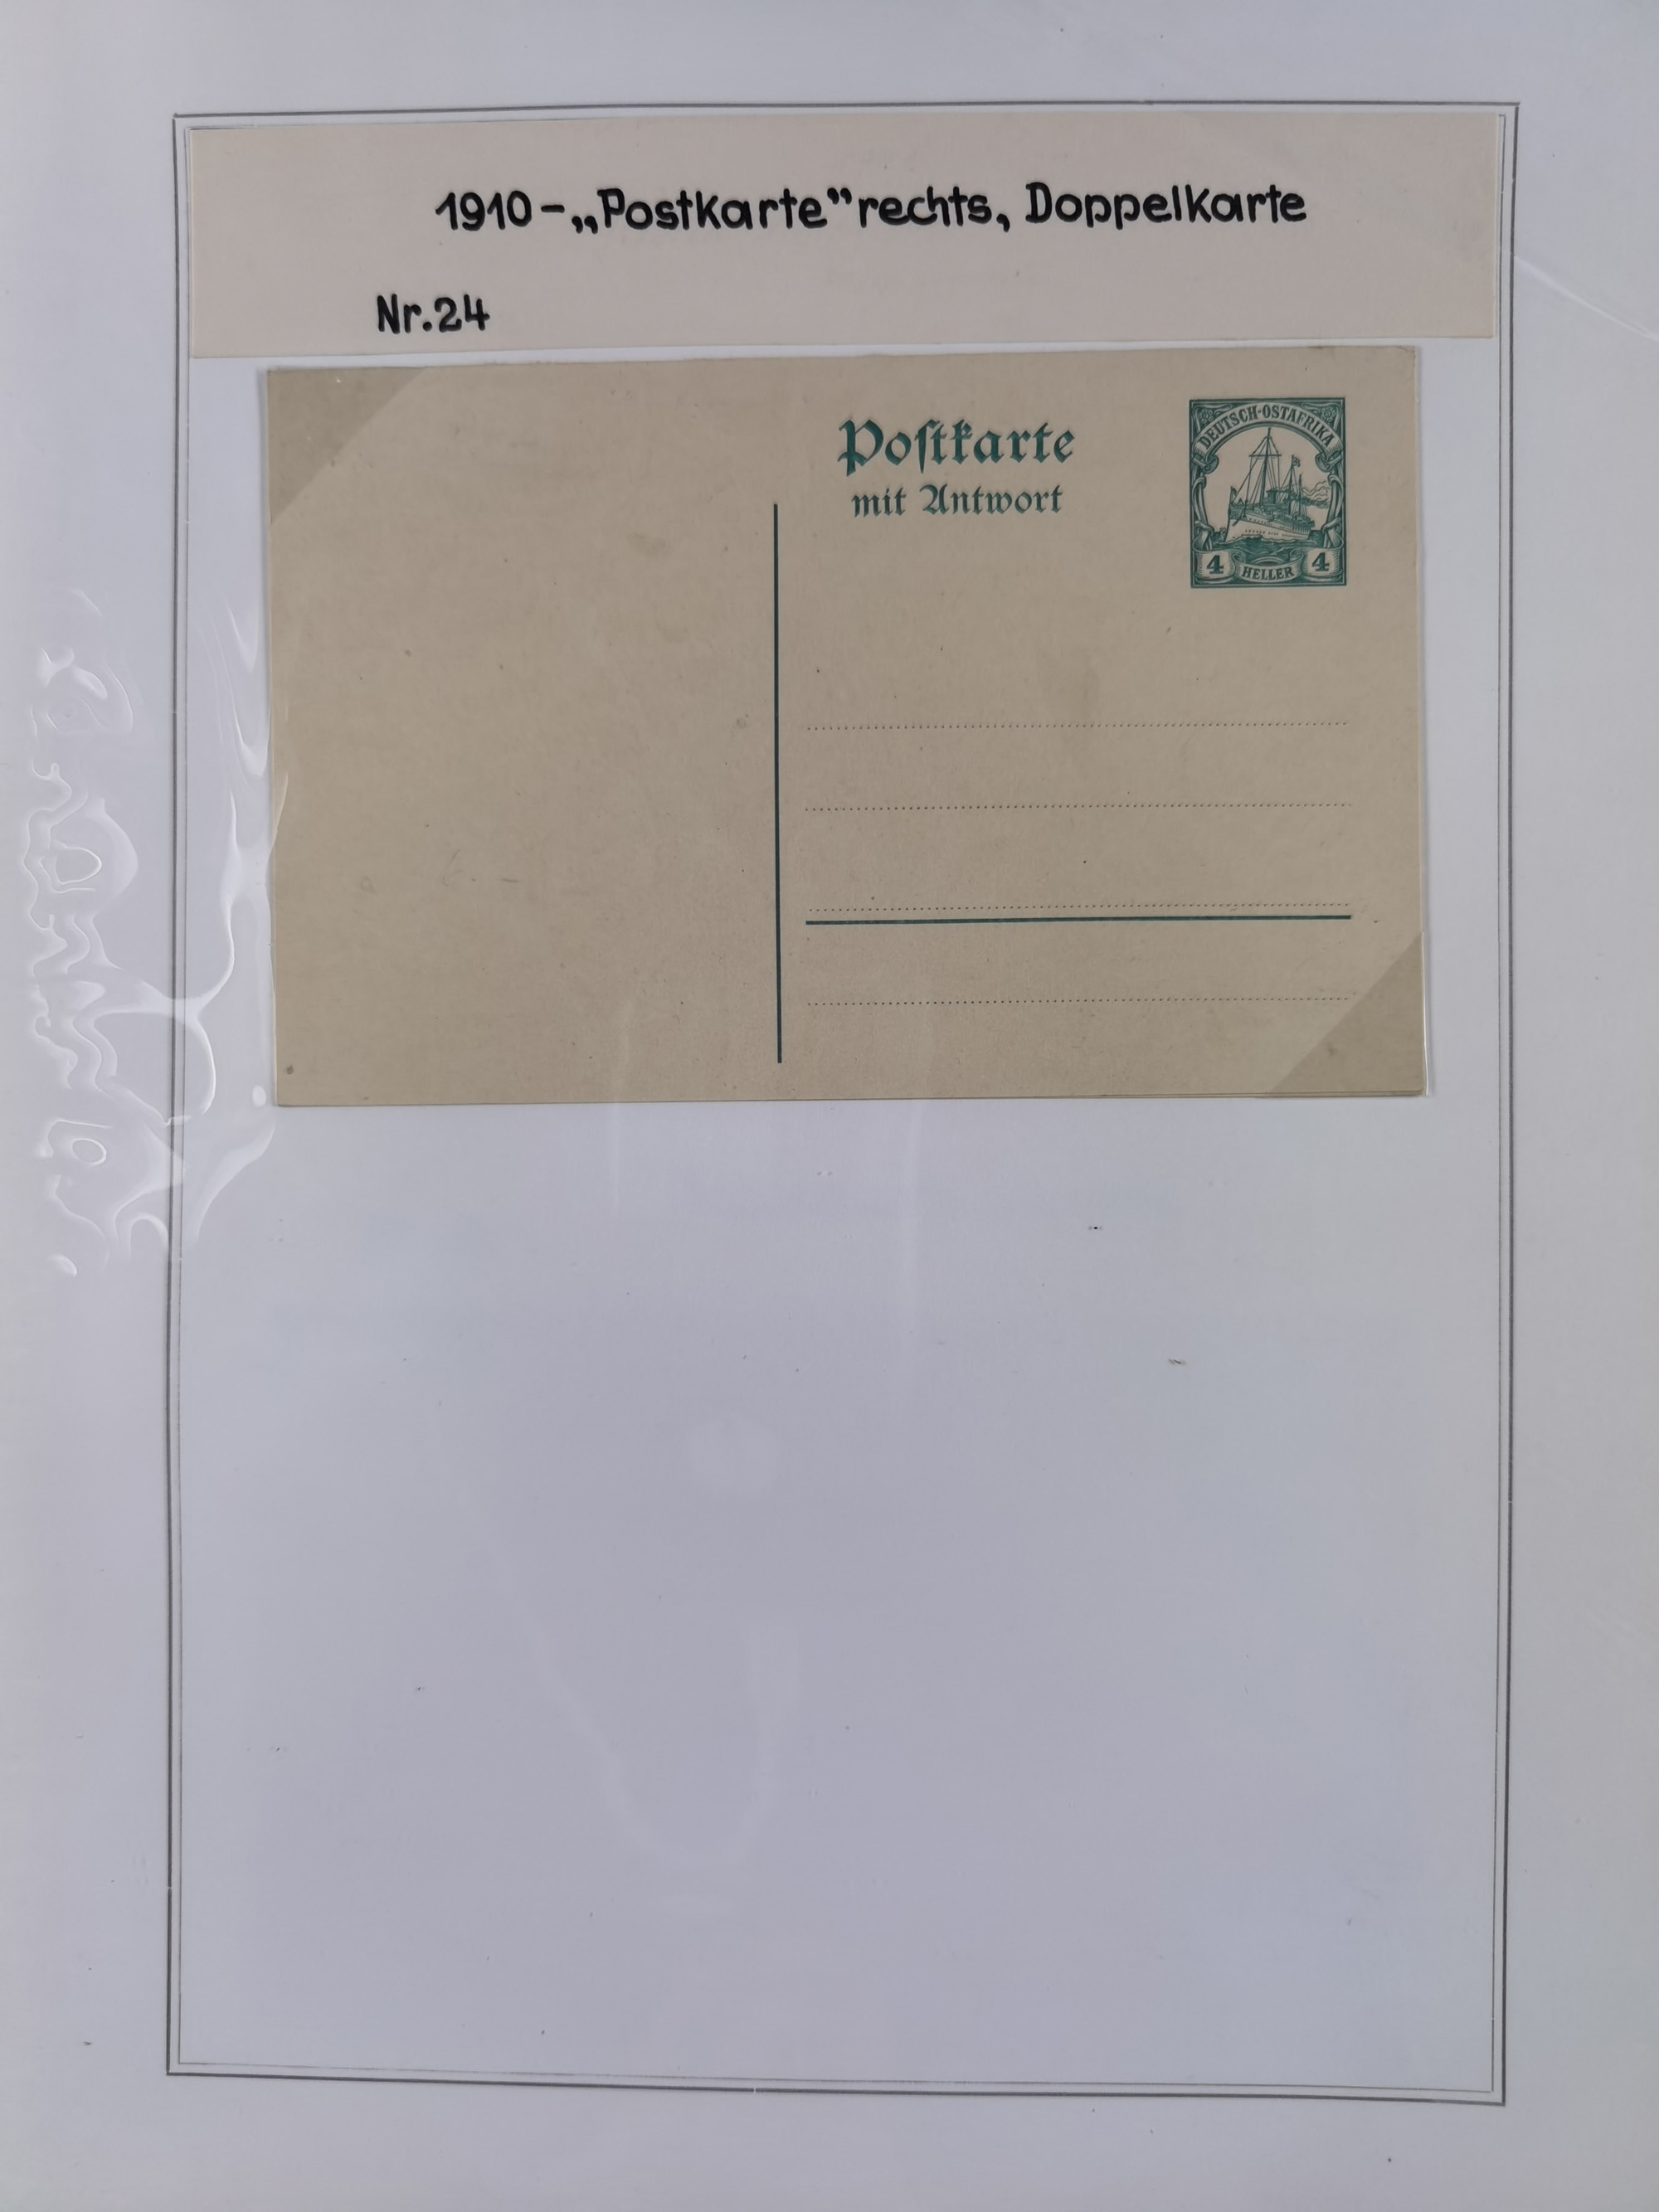 1910 - „Postkarte” rechts, Doppelkarte
Nr. 24
Postkarte
mit Antwort
DEUTSCH-OSTAFRIKA
4 HELLER 4